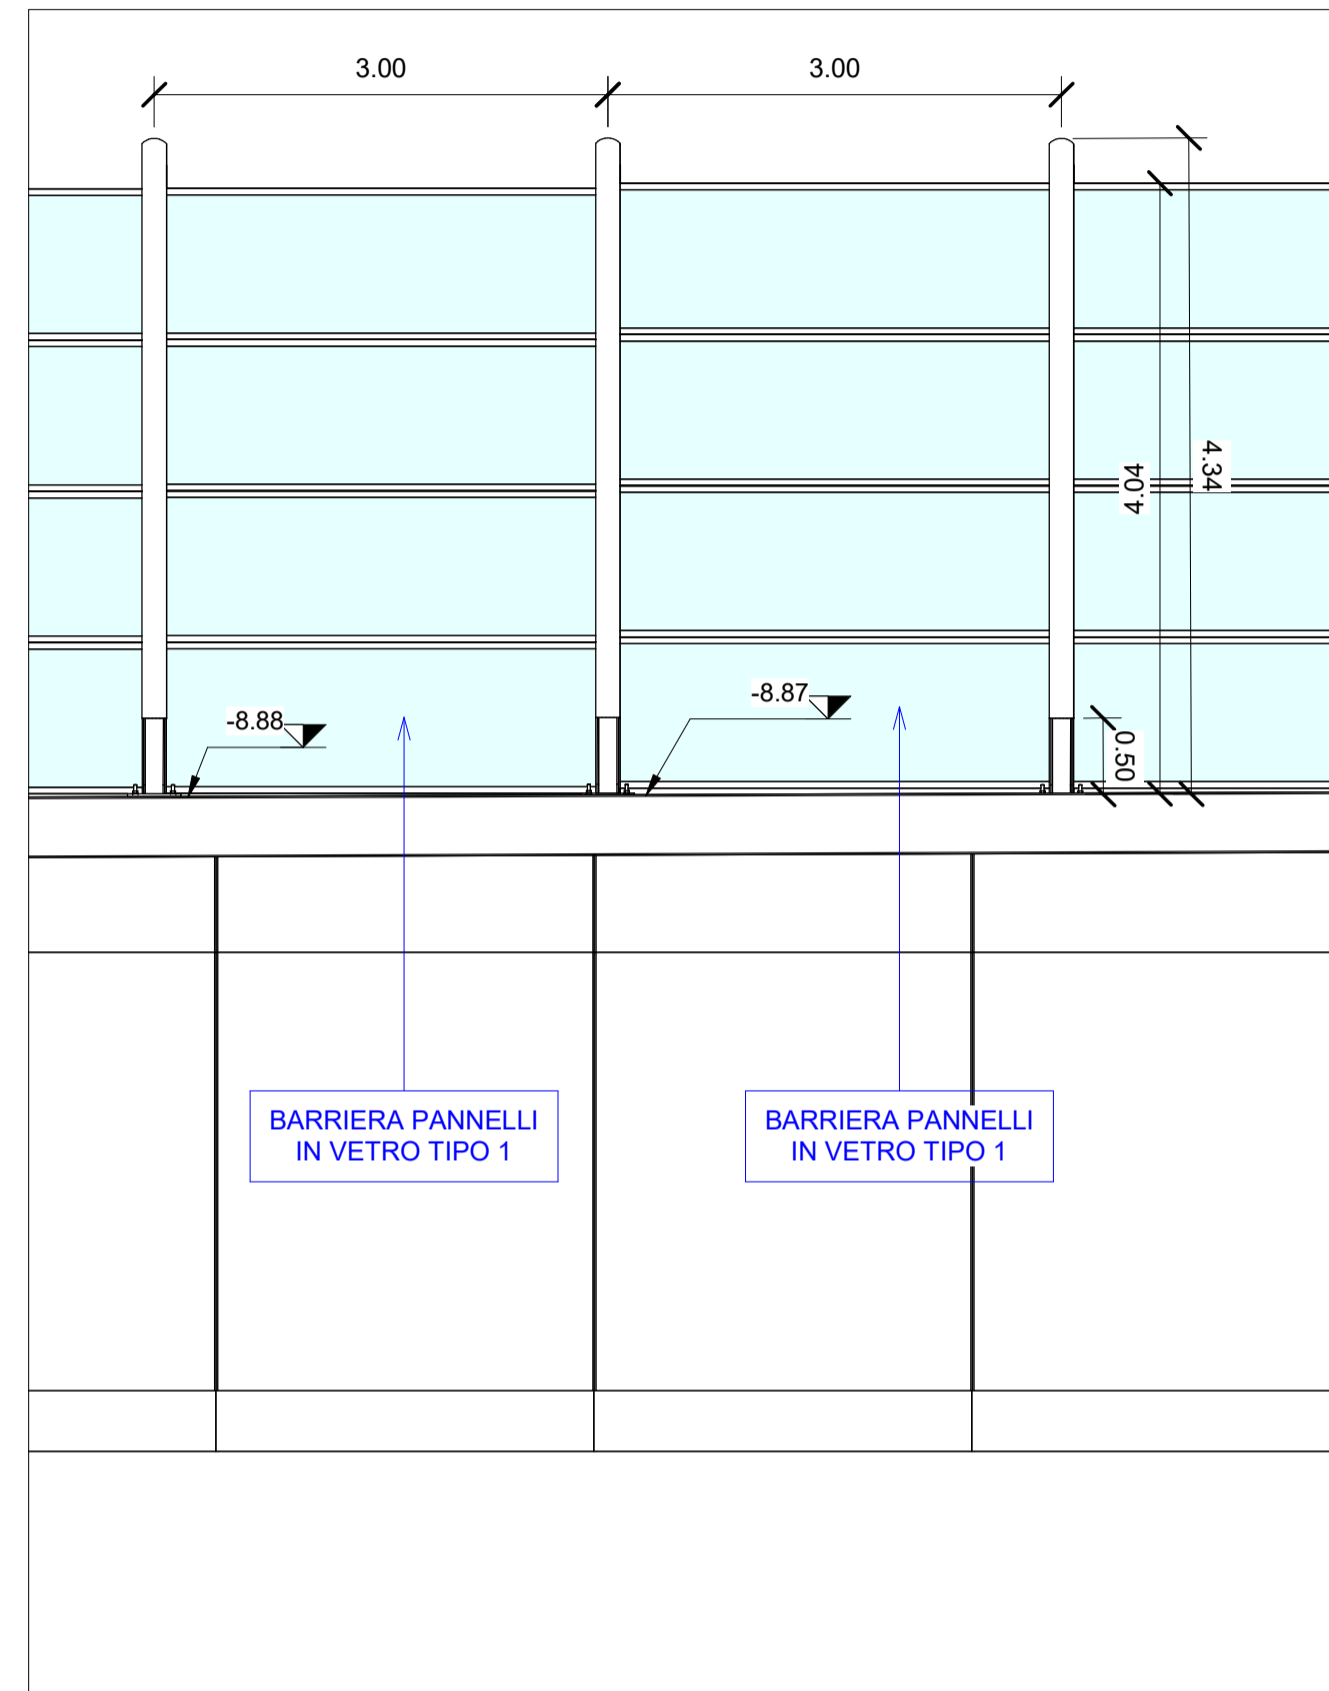 3.00
3.00
4.34
4.04
-8.87
-8.88
0.50
BARRIERA PANNELLI
IN VETRO TIPO 1
BARRIERA PANNELLI
IN VETRO TIPO 1